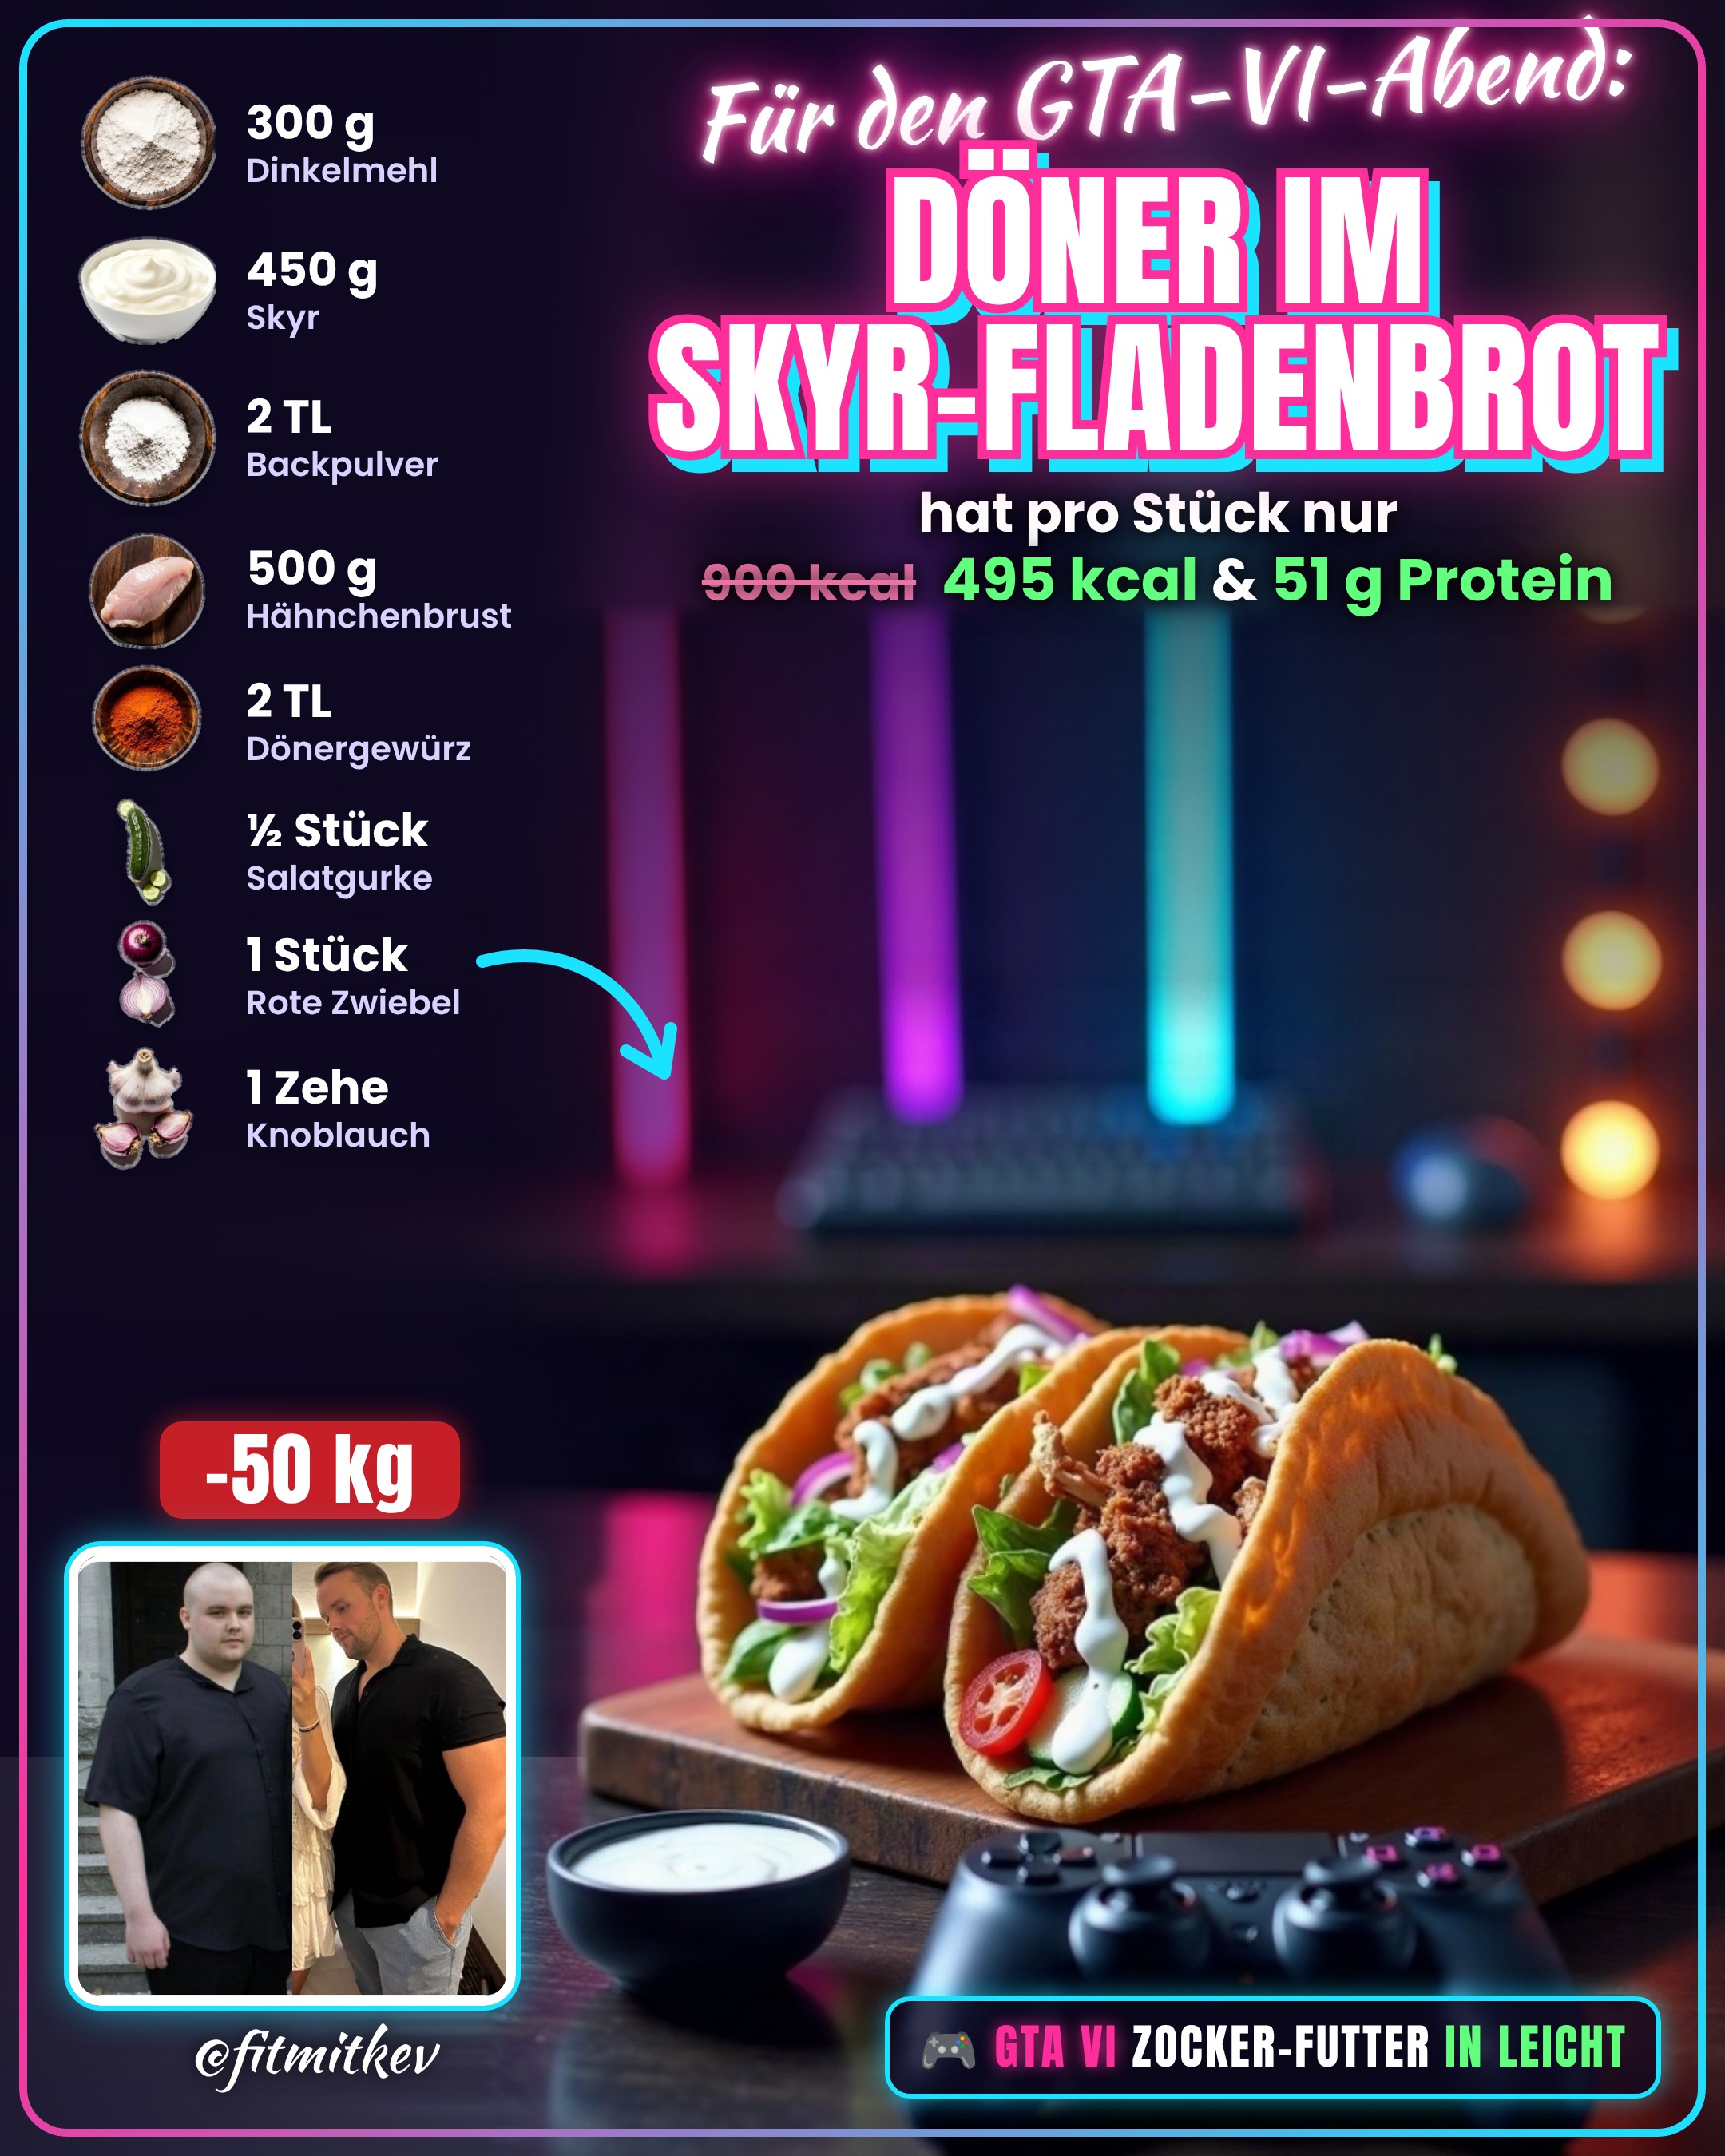 Für den GTA-VI-Abend:
DÖNER IM
SKYR-FLADENBROT
hat pro Stück nur
900 kcal 495 kcal & 51 g Protein
300 g
Dinkelmehl
450 g
Skyr
2 TL
Backpulver
500 g
Hähnchenbrust
2 TL
Dönergewürz
½ Stück
Salatgurke
1 Stück
Rote Zwiebel
1 Zehe
Knoblauch
-50 kg
@fitmitkev
GTA VI ZOCKER-FUTTER IN LEICHT